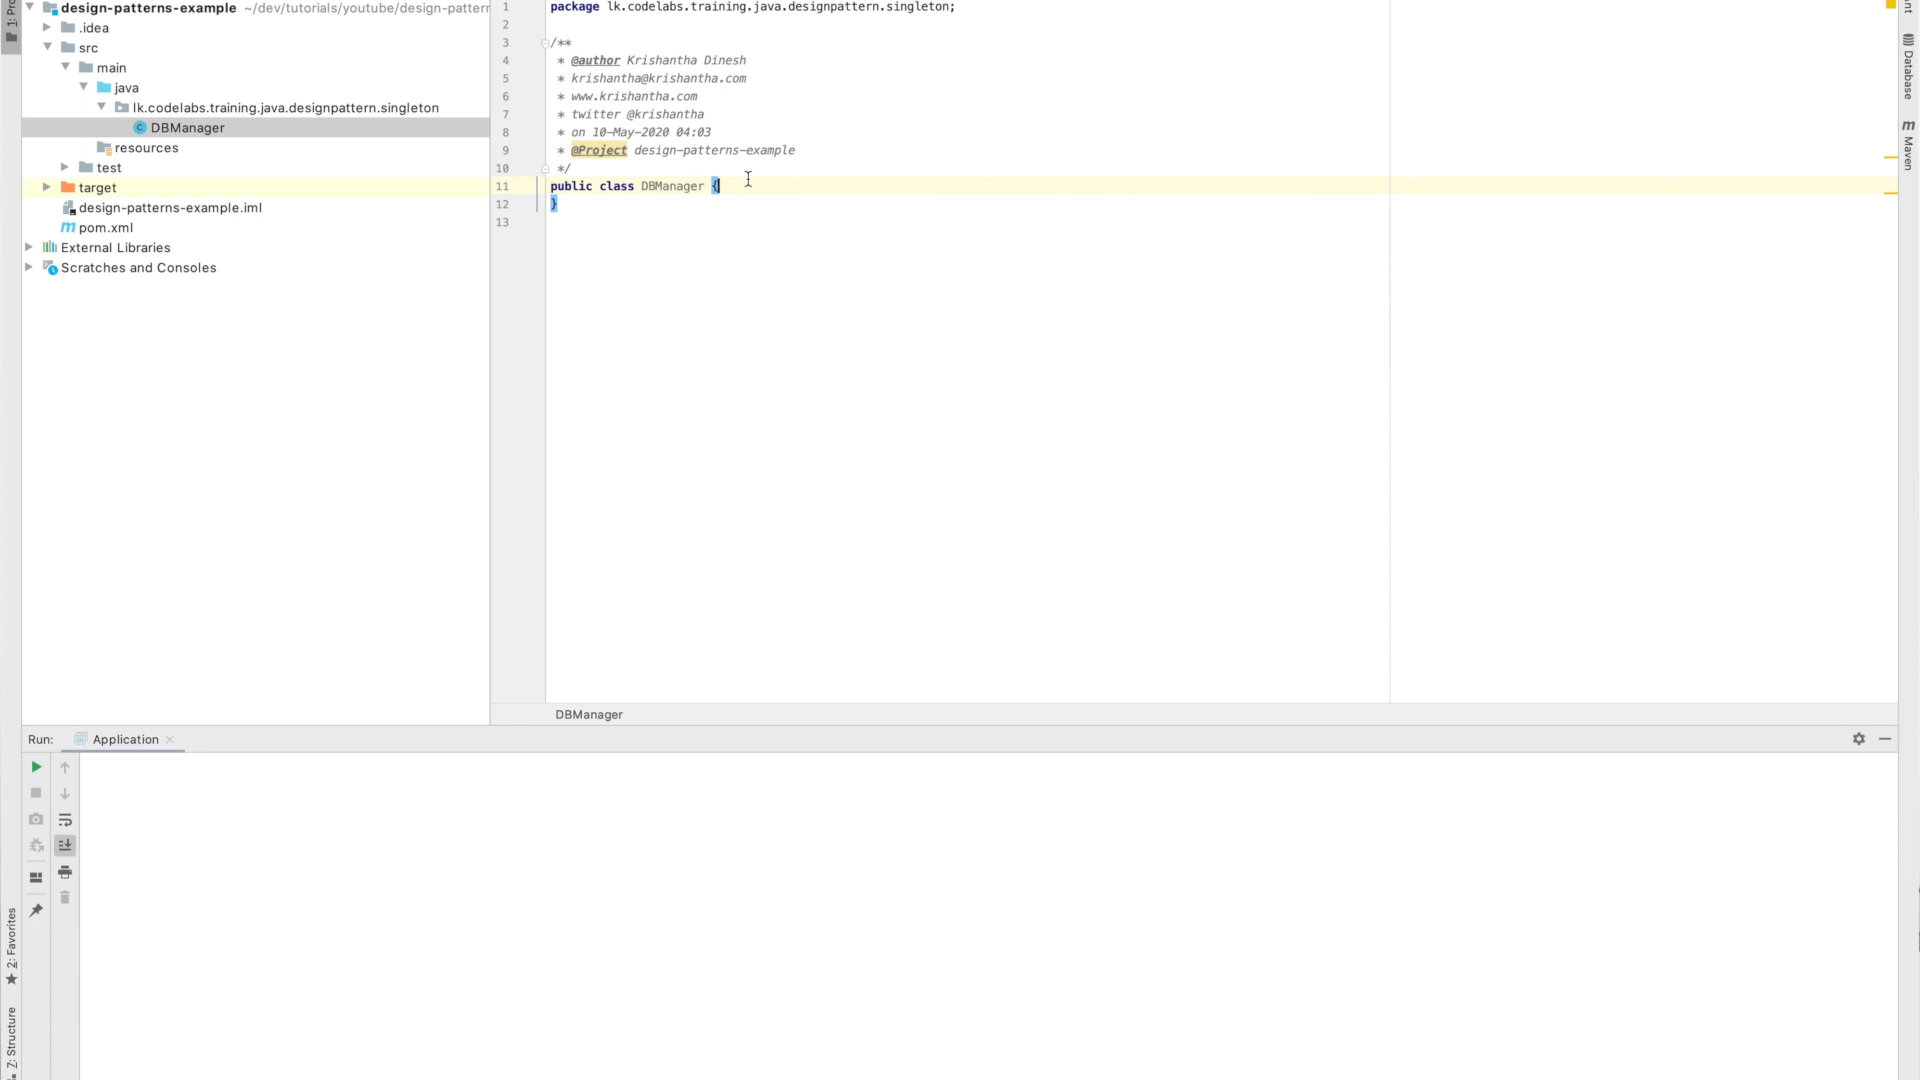 1: Pro
design-patterns-example ~/dev/tutorials/youtube/design-patter
.idea
src
main
java
lk.codelabs.training.java.designpattern.singleton
DBManager
resources
test
target
design-patterns-example.iml
pom.xml
External Libraries
Scratches and Consoles
1 package lk.codelabs.training.java.designpattern.singleton;
2
3 /**
4 * @author Krishantha Dinesh
5 * krishantha@krishantha.com
6 * www.krishantha.com
7 * twitter @krishantha
8 * on 10-May-2020 04:03
9 * @Project design-patterns-example
10 */
11 public class DBManager {
12 }
13
DBManager
nt
Database
Maven
Run: Application
2: Favorites
Z: Structure